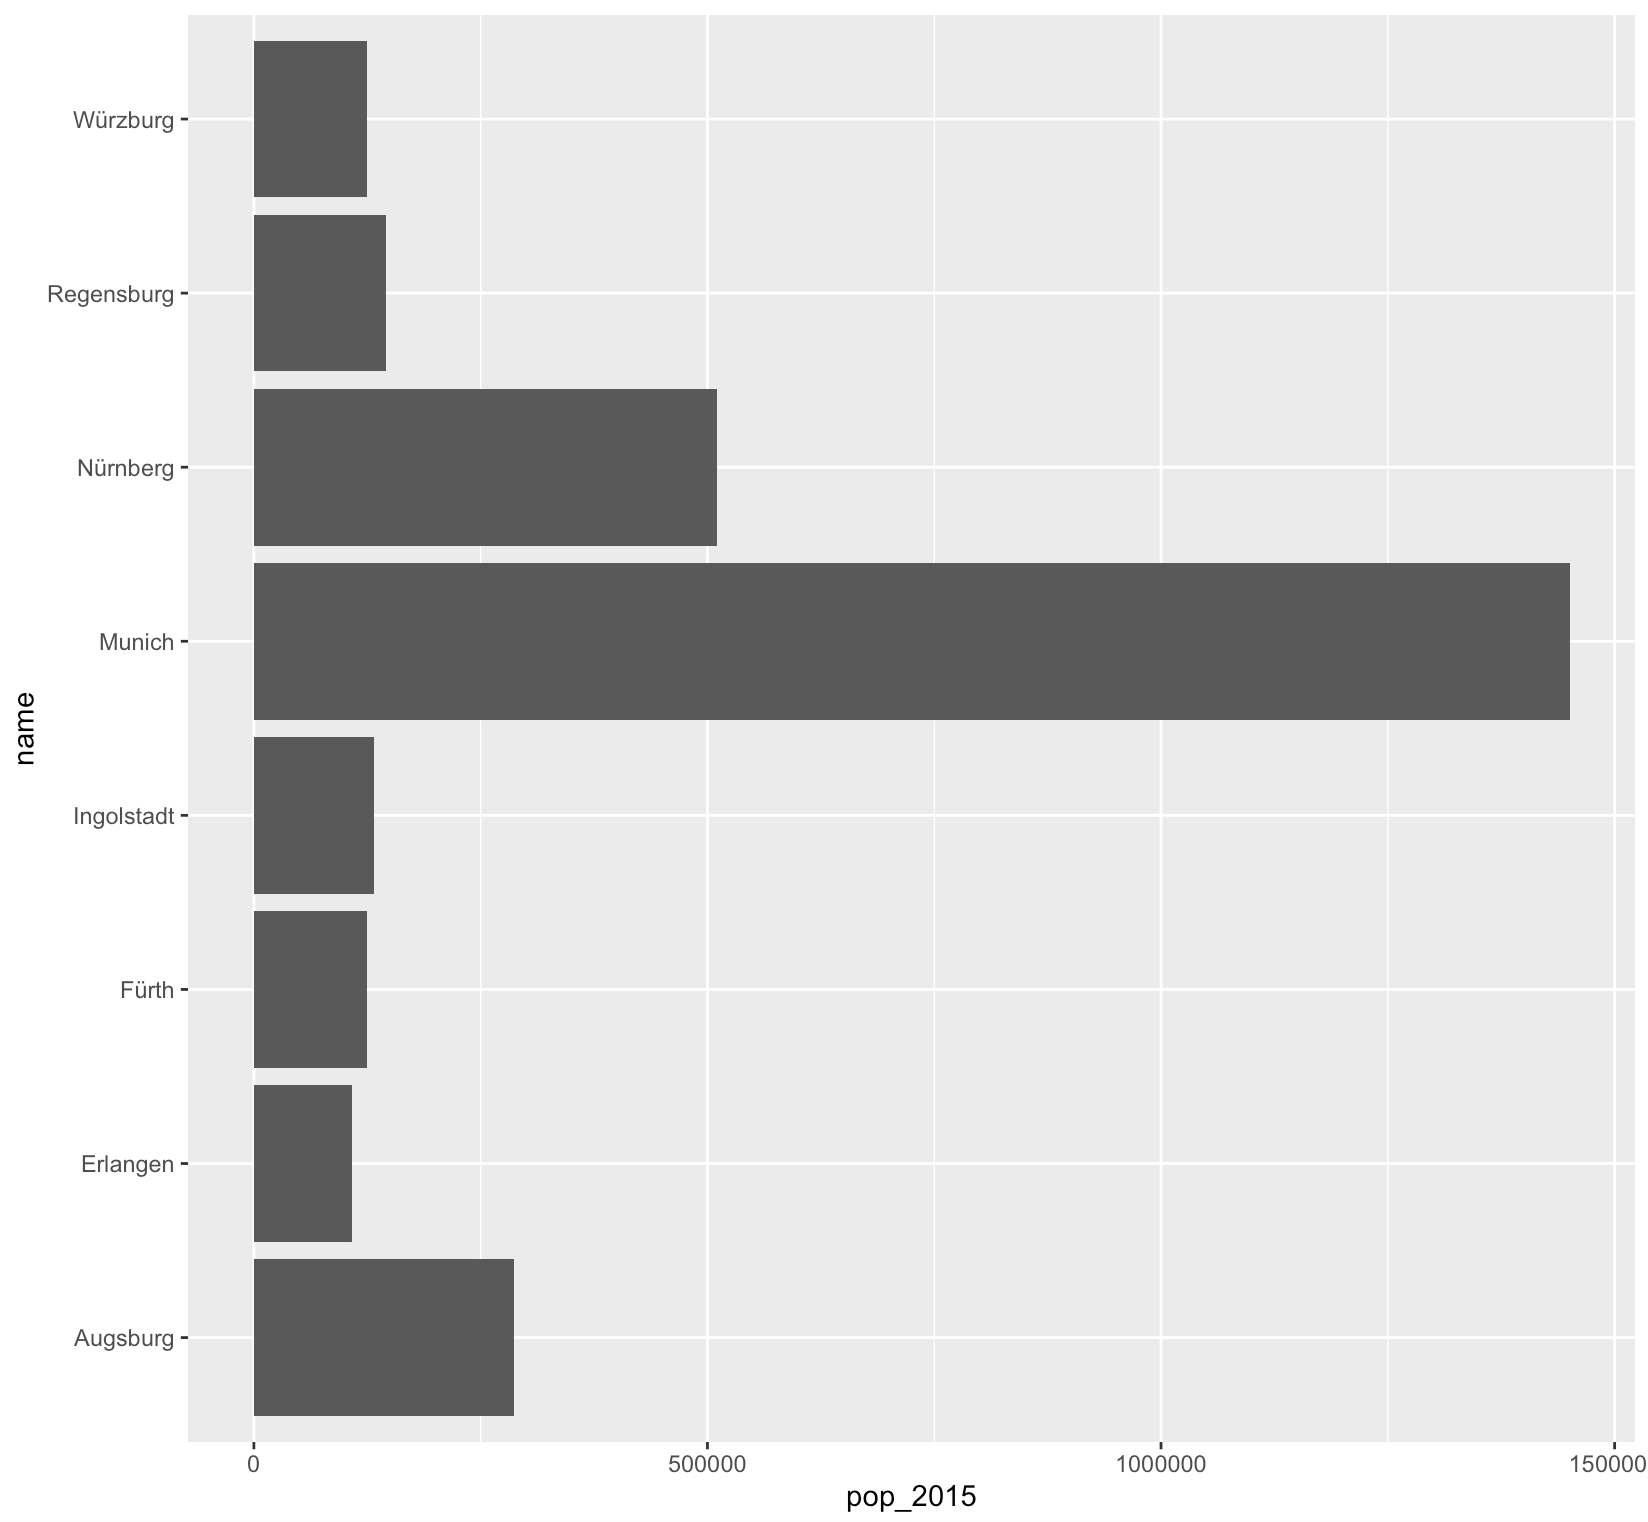 Würzburg
Regensburg
Nürnberg
Munich
Ingolstadt
Fürth
Erlangen
Augsburg
name
0 500000 1000000 150000
pop_2015